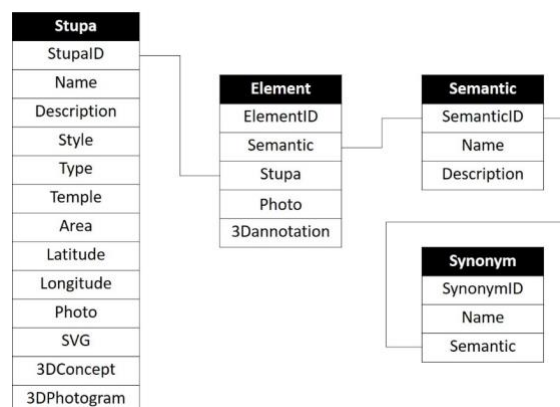 Stupa
StupaID
Name
Description
Style
Type
Temple
Area
Latitude
Longitude
Photo
SVG
3DConcept
3DPhotogram
Element
ElementID
Semantic
Stupa
Photo
3Dannotation
Semantic
SemanticID
Name
Description
Synonym
SynonymID
Name
Semantic